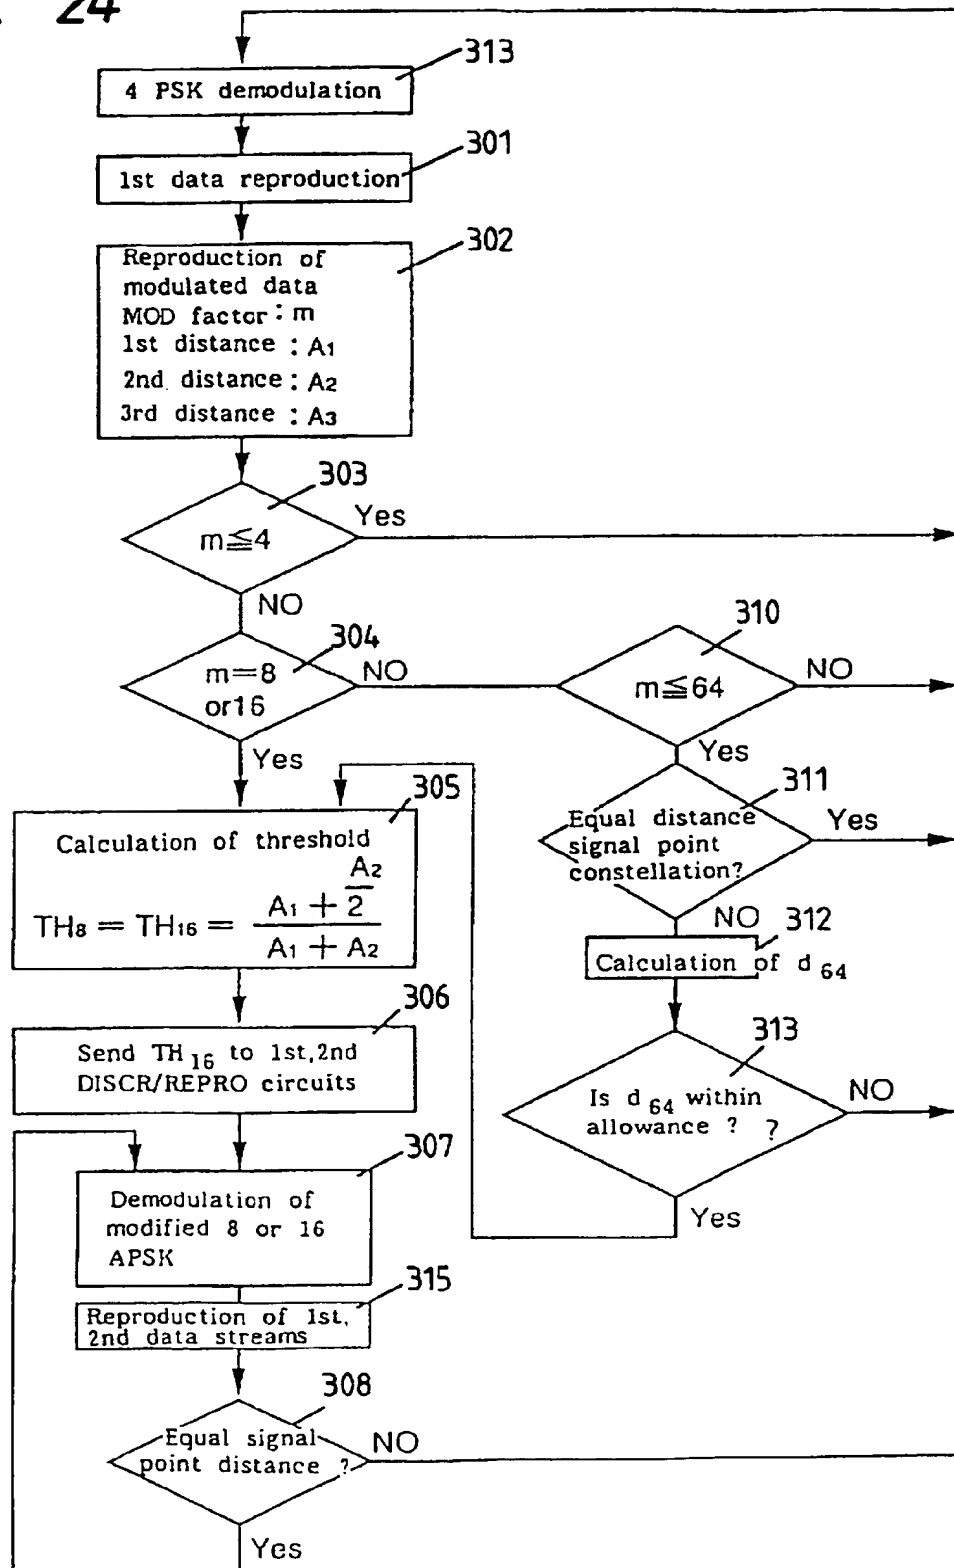 24
313
4 PSK demodulation
301
1st data reproduction
302
Reproduction of
modulated data
MOD factor : m
1st distance : A1
2nd distance : A2
3rd distance : A3
303
m≦4
Yes
NO
304
m=8
or16
NO
Yes
310
m≦64
NO
Yes
305
Calculation of threshold
TH8 = TH16 = (A1 + A2/2) / (A1 + A2)
311
Equal distance
signal point
constellation?
Yes
NO
312
Calculation of d 64
306
Send TH 16 to 1st,2nd
DISCR/REPRO circuits
313
Is d 64 within
allowance ? ?
NO
Yes
307
Demodulation of
modified 8 or 16
APSK
315
Reproduction of 1st,
2nd data streams
308
Equal signal
point distance ?
NO
Yes